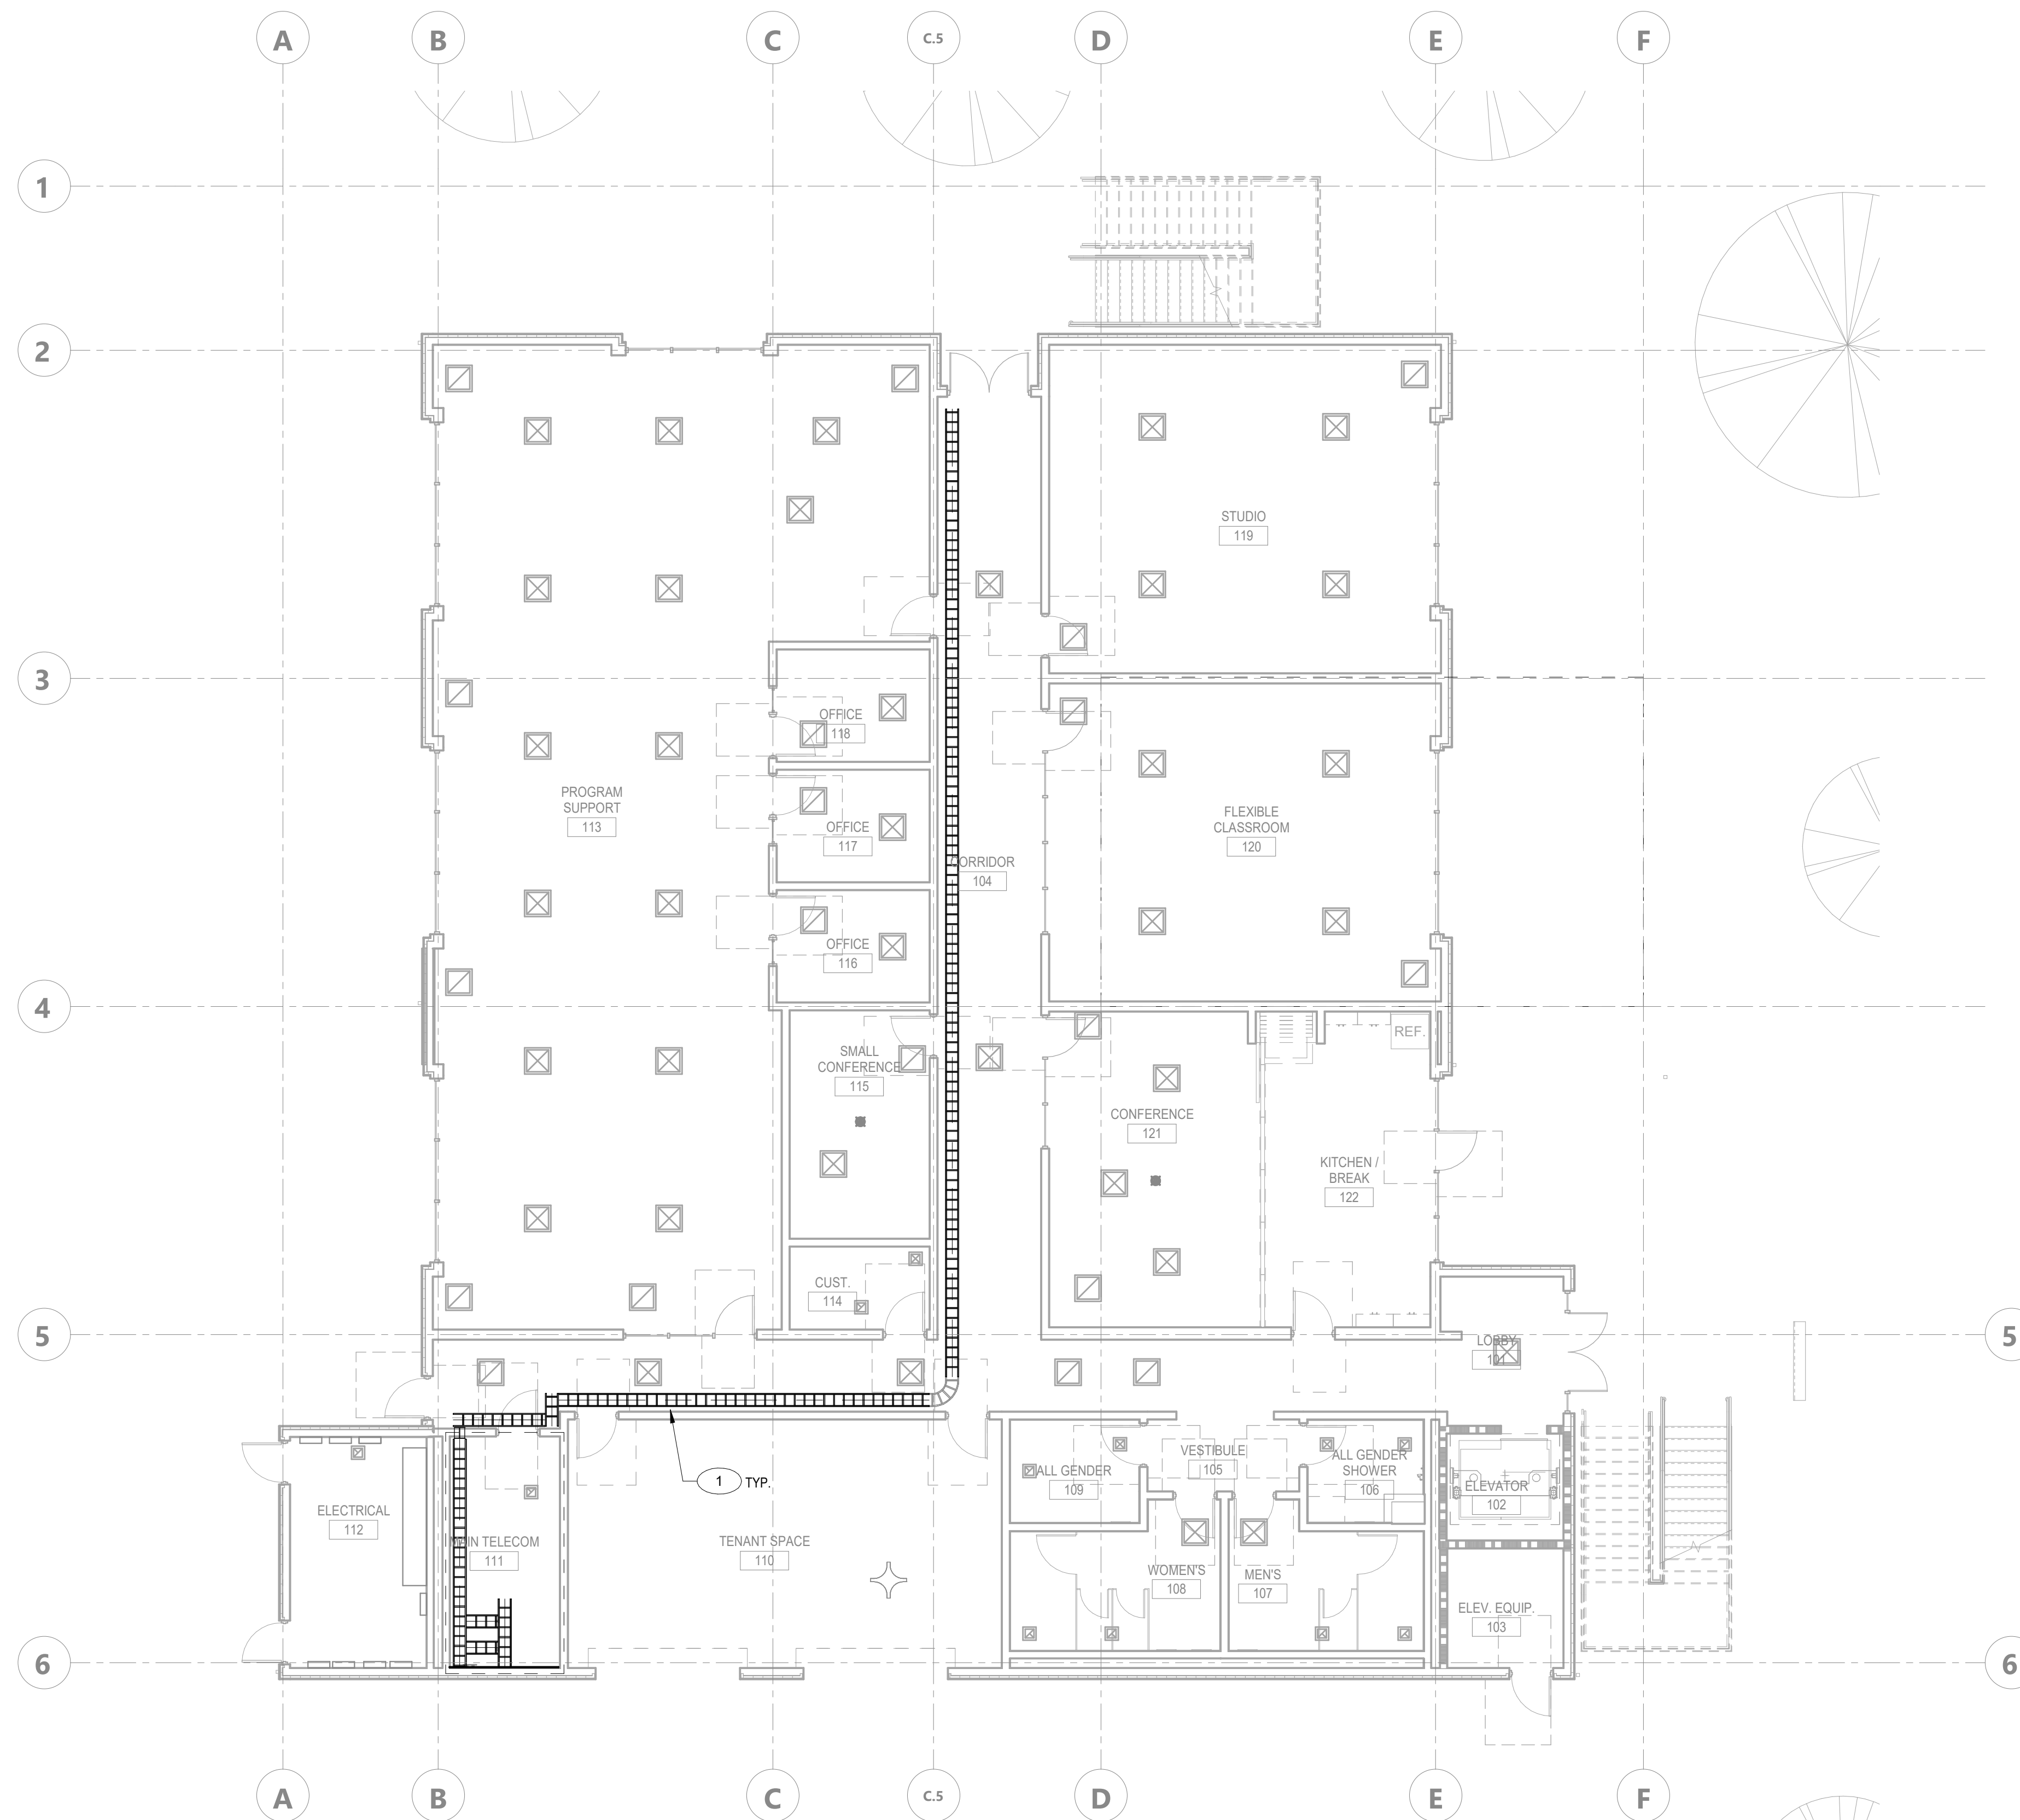 A B C C.5 D E F
1
2
STUDIO
119
3
OFFICE
118
PROGRAM
SUPPORT
113
OFFICE
117
FLEXIBLE
CLASSROOM
120
CORRIDOR
104
OFFICE
116
4
REF.
SMALL
CONFERENCE
115
CONFERENCE
121
KITCHEN /
BREAK
122
CUST.
114
5
LOBBY
101
5
VESTIBULE
105
ALL GENDER
109
ALL GENDER
SHOWER
106
1 TYP.
ELEVATOR
102
ELECTRICAL
112
MAIN TELECOM
111
TENANT SPACE
110
WOMEN'S
108
MEN'S
107
ELEV. EQUIP.
103
6
6
A B C C.5 D E F